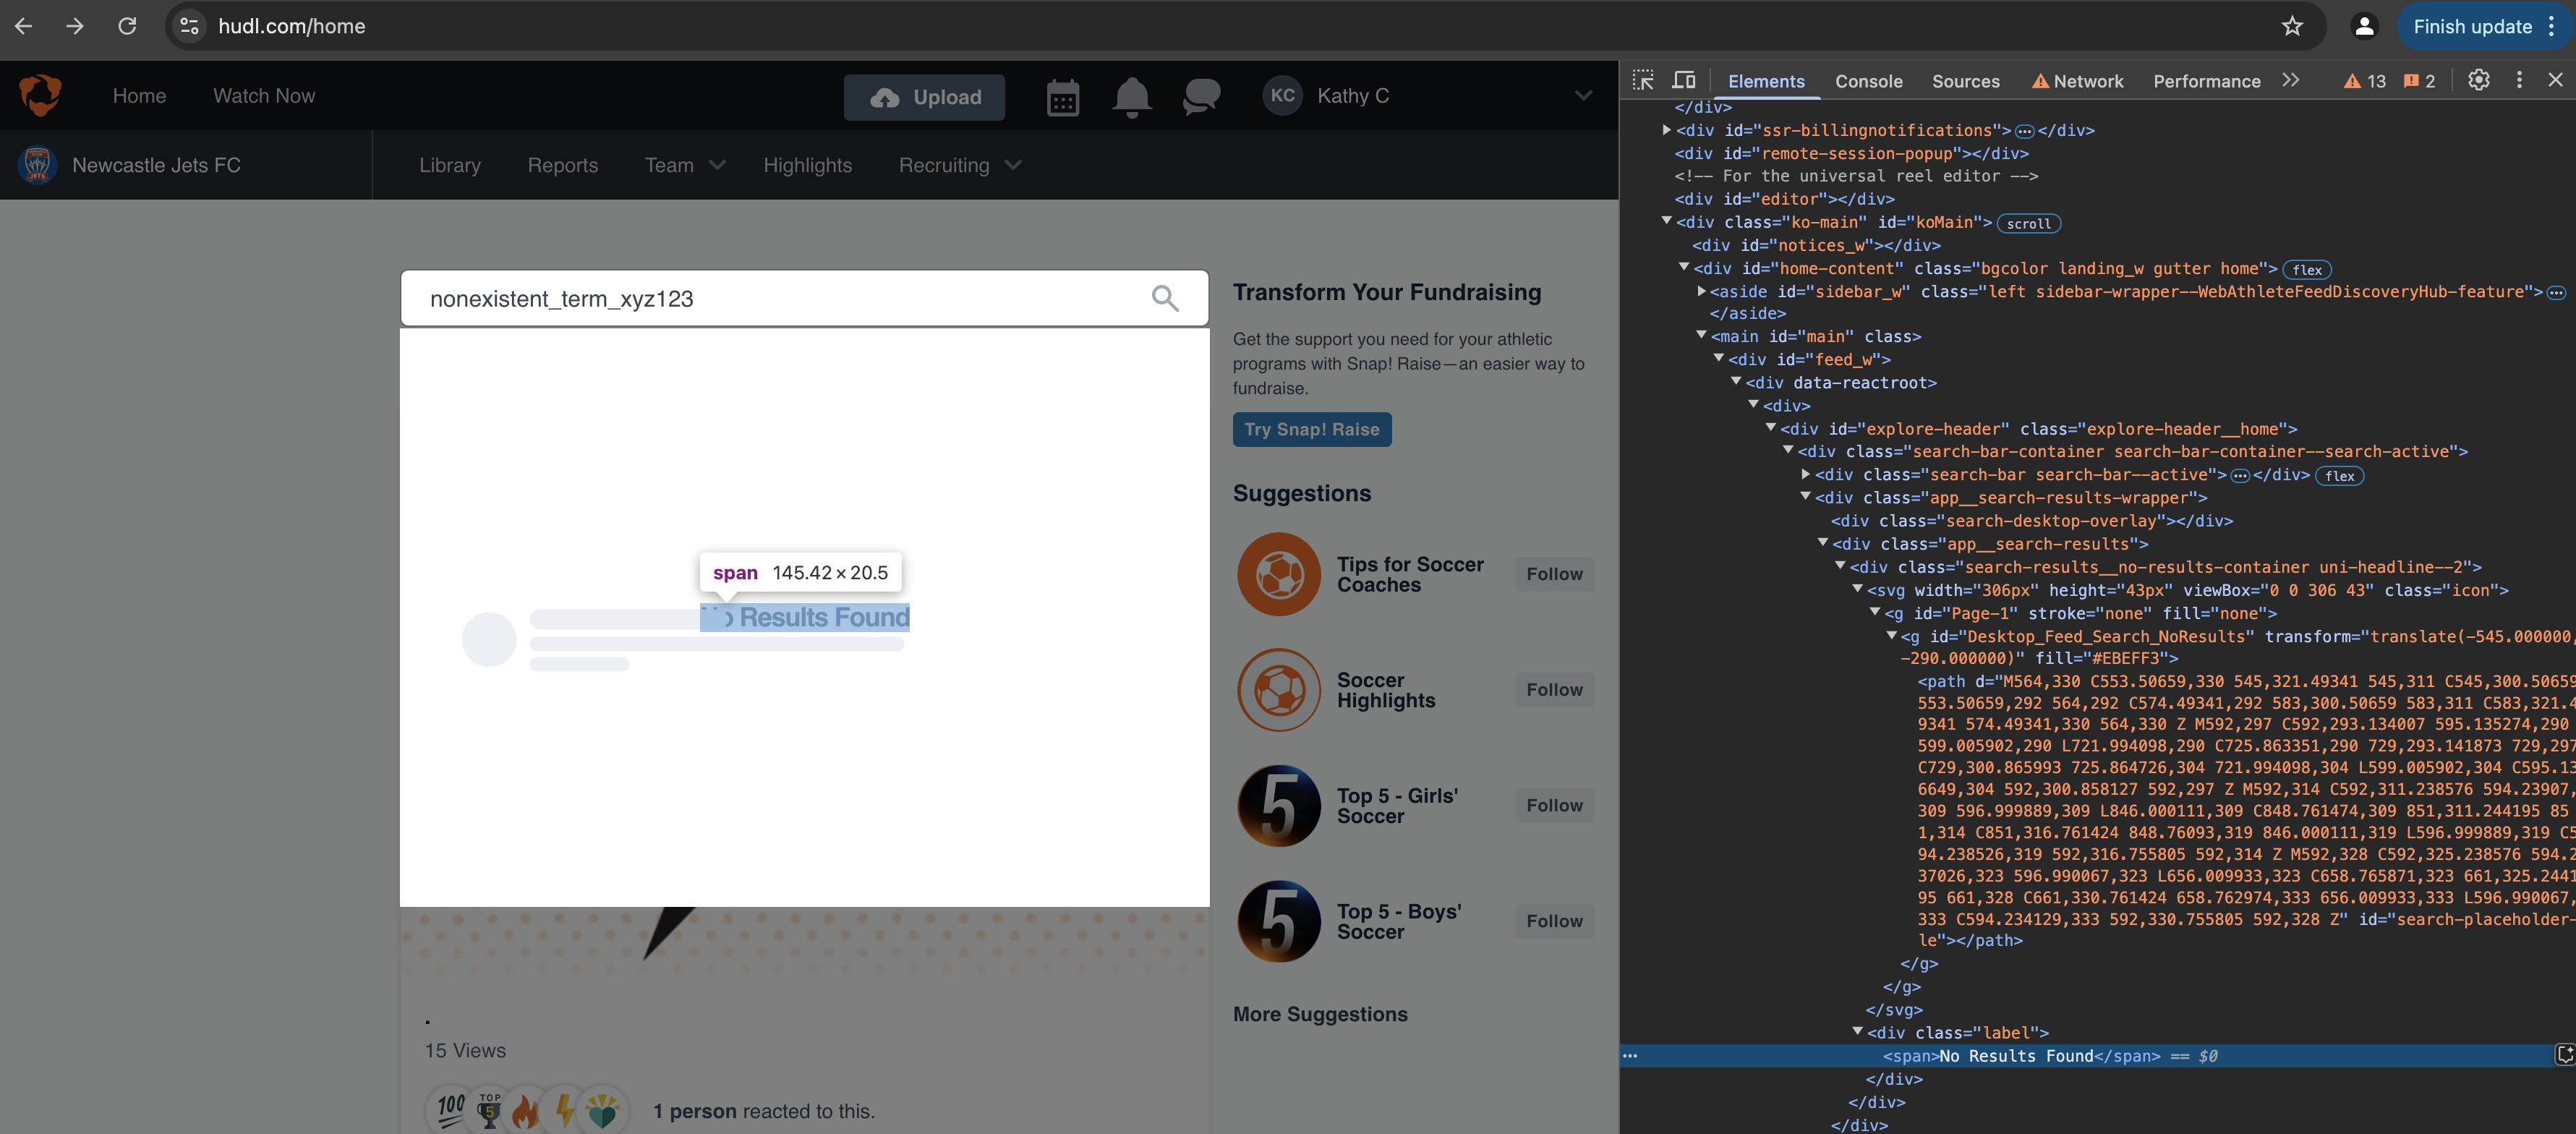 hudl.com/home
Finish update
Home
Watch Now
Upload
KC
Kathy C
Newcastle Jets FC
Library
Reports
Team
Highlights
Recruiting
nonexistent_term_xyz123
span 145.42 × 20.5
Results Found
15 Views
100
TOP
5
1 person reacted to this.
Transform Your Fundraising
Get the support you need for your athletic
programs with Snap! Raise—an easier way to
fundraise.
Try Snap! Raise
Suggestions
Tips for Soccer
Coaches
Follow
Soccer
Highlights
Follow
5
Top 5 - Girls'
Soccer
Follow
5
Top 5 - Boys'
Soccer
Follow
More Suggestions
Elements
Console
Sources
Network
Performance
13
2
</div>
<div id="ssr-billingnotifications">…</div>
<div id="remote-session-popup"></div>
<!-- For the universal reel editor -->
<div id="editor"></div>
<div class="ko-main" id="koMain"> scroll
<div id="notices_w"></div>
<div id="home-content" class="bgcolor landing_w gutter home"> flex
<aside id="sidebar_w" class="left sidebar-wrapper--WebAthleteFeedDiscoveryHub-feature">…
</aside>
<main id="main" class>
<div id="feed_w">
<div data-reactroot>
<div>
<div id="explore-header" class="explore-header__home">
<div class="search-bar-container search-bar-container--search-active">
<div class="search-bar search-bar--active">…</div> flex
<div class="app__search-results-wrapper">
<div class="search-desktop-overlay"></div>
<div class="app__search-results">
<div class="search-results__no-results-container uni-headline--2">
<svg width="306px" height="43px" viewBox="0 0 306 43" class="icon">
<g id="Page-1" stroke="none" fill="none">
<g id="Desktop_Feed_Search_NoResults" transform="translate(-545.000000,
-290.000000)" fill="#EBEFF3">
<path d="M564,330 C553.50659,330 545,321.49341 545,311 C545,300.50659
553.50659,292 564,292 C574.49341,292 583,300.50659 583,311 C583,321.4
9341 574.49341,330 564,330 Z M592,297 C592,293.134007 595.135274,290
599.005902,290 L721.994098,290 C725.863351,290 729,293.141873 729,297
C729,300.865993 725.864726,304 721.994098,304 L599.005902,304 C595.13
6649,304 592,300.858127 592,297 Z M592,314 C592,311.238576 594.23907,
309 596.999889,309 L846.000111,309 C848.761474,309 851,311.244195 85
1,314 C851,316.761424 848.76093,319 846.000111,319 L596.999889,319 C5
94.238526,319 592,316.755805 592,314 Z M592,328 C592,325.238576 594.2
37026,323 596.990067,323 L656.009933,323 C658.765871,323 661,325.2441
95 661,328 C661,330.761424 658.762974,333 656.009933,333 L596.990067,
333 C594.234129,333 592,330.755805 592,328 Z" id="search-placeholder-
le"></path>
</g>
</g>
</svg>
<div class="label">
<span>No Results Found</span> == $0
</div>
</div>
</div>